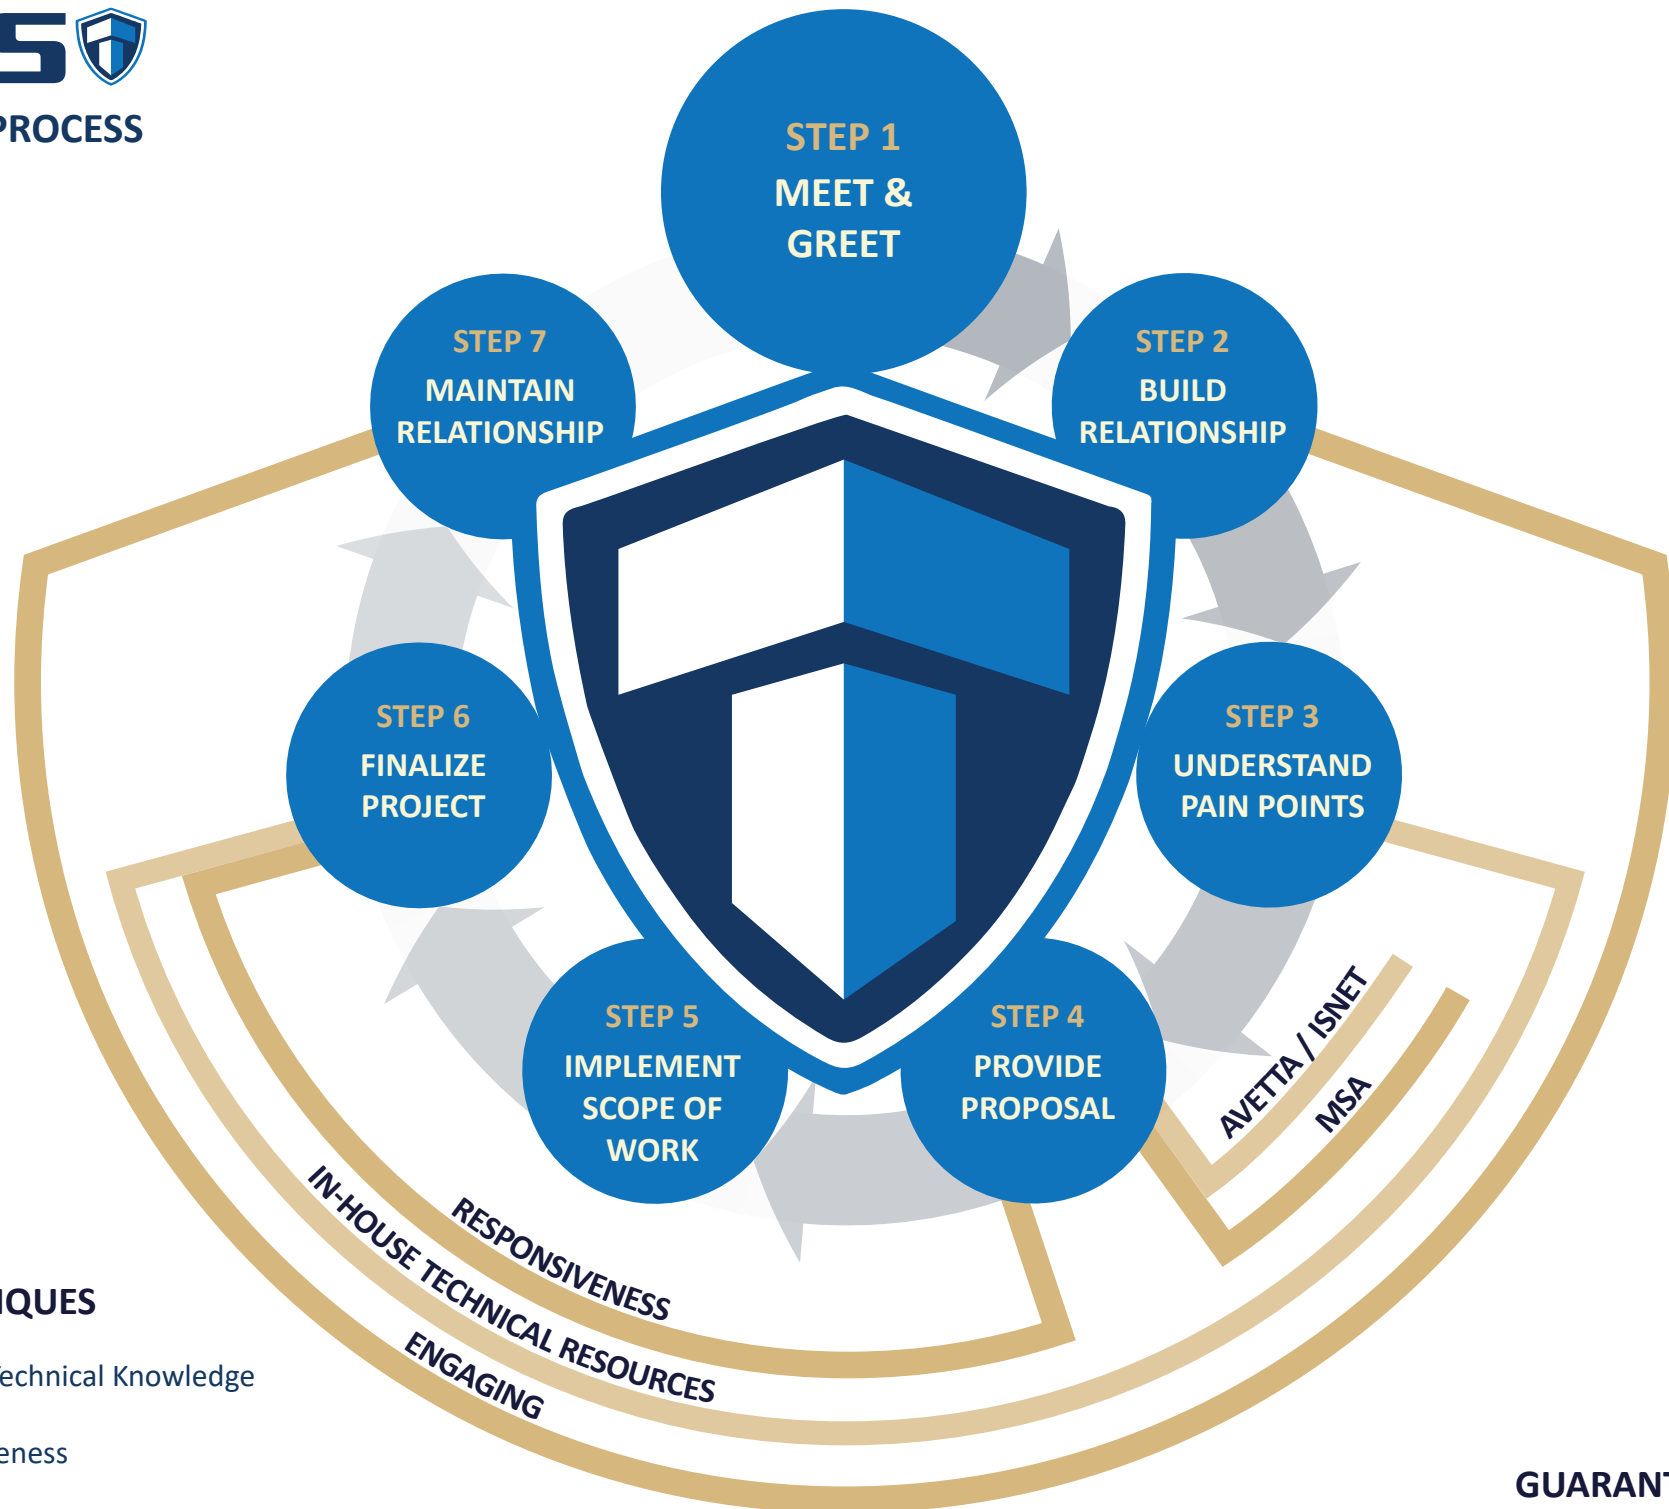 S
PROCESS
STEP 1
MEET &
GREET
STEP 2
BUILD
RELATIONSHIP
STEP 3
UNDERSTAND
PAIN POINTS
STEP 4
PROVIDE
PROPOSAL
STEP 5
IMPLEMENT
SCOPE OF
WORK
STEP 6
FINALIZE
PROJECT
STEP 7
MAINTAIN
RELATIONSHIP
AVETTA / ISNET
MSA
RESPONSIVENESS
IN-HOUSE TECHNICAL RESOURCES
ENGAGING
IQUES
Technical Knowledge
eness
GUARANT